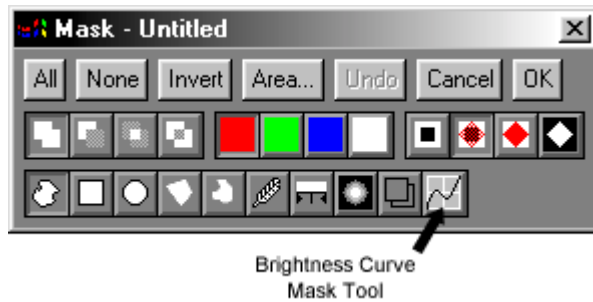 Mask - Untitled
All None Invert Area... Undo Cancel OK
Brightness Curve
Mask Tool